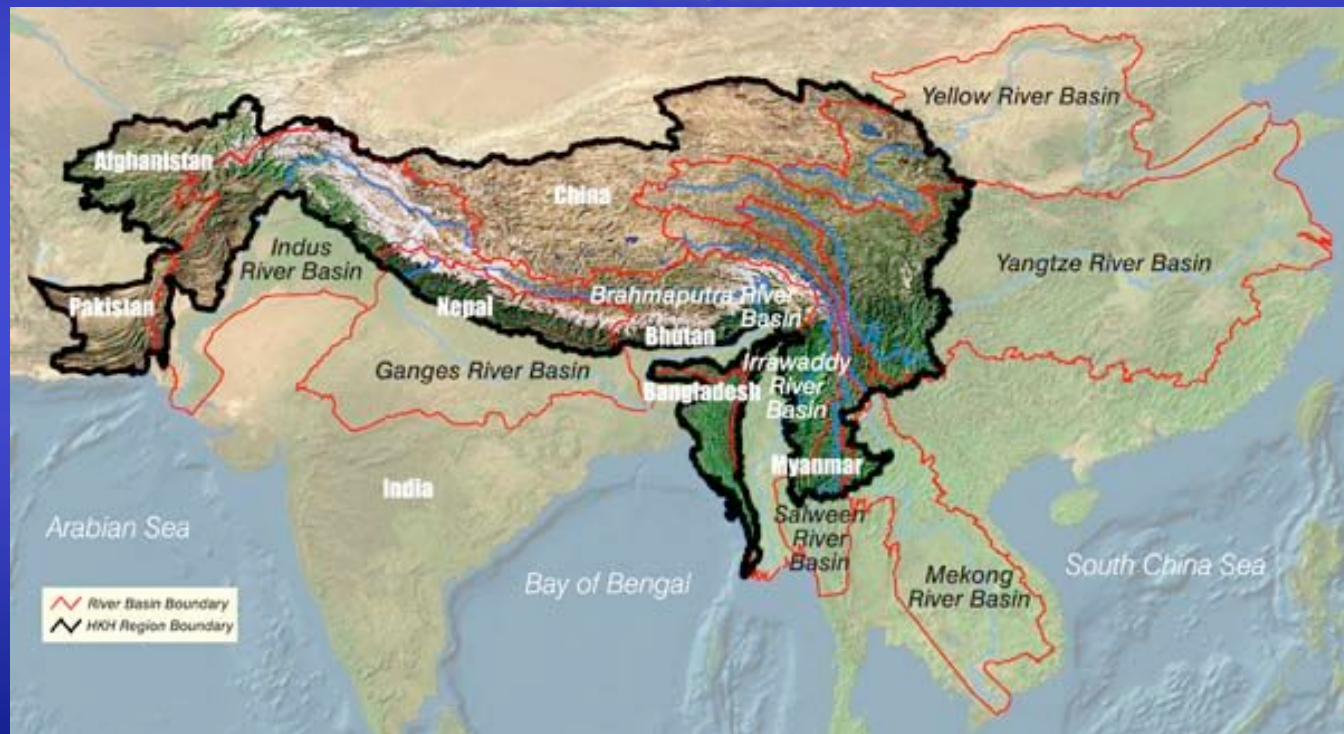 Yellow River Basin
Afghanistan
China
Indus
River Basin
Yangtze River Basin
Pakistan
Nepal
Brahmaputra River
Basin
Bhutan
Ganges River Basin
Irrawaddy
River
Basin
Bangladesh
Myanmar
India
Salween
River
Basin
Arabian Sea
Bay of Bengal
Mekong
River Basin
South China Sea
River Basin Boundary
HKH Region Boundary